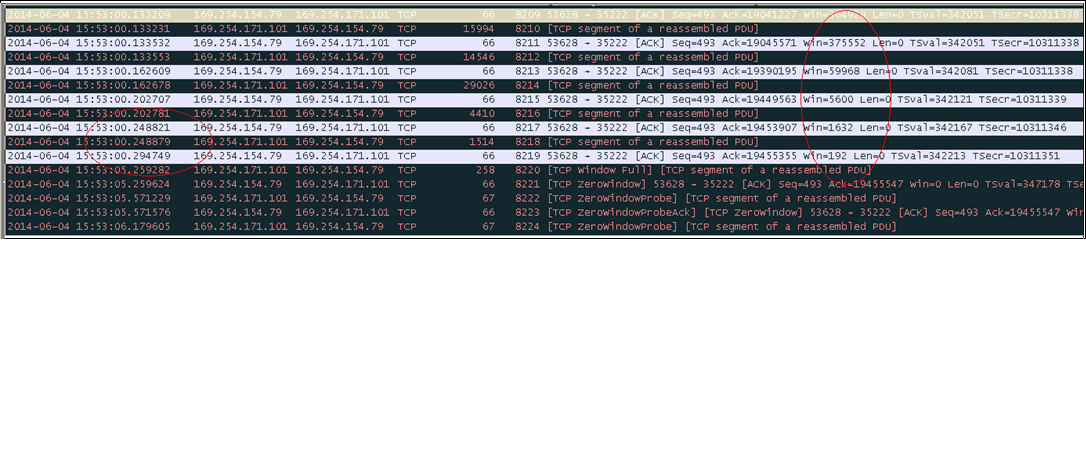 2014-06-04 15:53:00.133209 169.254.154.79 169.254.171.101 TCP 66 8209 53628 → 35222 [ACK] Seq=493 Ack=19041227 Len=0 TSval=342051 TSecr=10311338
2014-06-04 15:53:00.133231 169.254.171.101 169.254.154.79 TCP 15994 8210 [TCP segment of a reassembled PDU]
2014-06-04 15:53:00.133532 169.254.154.79 169.254.171.101 TCP 66 8211 53628 → 35222 [ACK] Seq=493 Ack=19045571 Win=375552 Len=0 TSval=342051 TSecr=10311338
2014-06-04 15:53:00.133553 169.254.171.101 169.254.154.79 TCP 14546 8212 [TCP segment of a reassembled PDU]
2014-06-04 15:53:00.162609 169.254.154.79 169.254.171.101 TCP 66 8213 53628 → 35222 [ACK] Seq=493 Ack=19390195 Win=59968 Len=0 TSval=342081 TSecr=10311338
2014-06-04 15:53:00.162678 169.254.171.101 169.254.154.79 TCP 29026 8214 [TCP segment of a reassembled PDU]
2014-06-04 15:53:00.202707 169.254.154.79 169.254.171.101 TCP 66 8215 53628 → 35222 [ACK] Seq=493 Ack=19449563 Win=5600 Len=0 TSval=342121 TSecr=10311339
2014-06-04 15:53:00.202781 169.254.171.101 169.254.154.79 TCP 4410 8216 [TCP segment of a reassembled PDU]
2014-06-04 15:53:00.248821 169.254.154.79 169.254.171.101 TCP 66 8217 53628 → 35222 [ACK] Seq=493 Ack=19453907 Win=1632 Len=0 TSval=342167 TSecr=10311346
2014-06-04 15:53:00.248879 169.254.171.101 169.254.154.79 TCP 1514 8218 [TCP segment of a reassembled PDU]
2014-06-04 15:53:00.294749 169.254.154.79 169.254.171.101 TCP 66 8219 53628 → 35222 [ACK] Seq=493 Ack=19455355 Win=192 Len=0 TSval=342213 TSecr=10311351
2014-06-04 15:53:05.259282 169.254.171.101 169.254.154.79 TCP 258 8220 [TCP Window Full] [TCP segment of a reassembled PDU]
2014-06-04 15:53:05.259624 169.254.154.79 169.254.171.101 TCP 66 8221 [TCP ZeroWindow] 53628 → 35222 [ACK] Seq=493 Ack=19455547 Win=0 Len=0 TSval=347178 TSe
2014-06-04 15:53:05.571229 169.254.171.101 169.254.154.79 TCP 67 8222 [TCP ZeroWindowProbe] [TCP segment of a reassembled PDU]
2014-06-04 15:53:05.571576 169.254.154.79 169.254.171.101 TCP 66 8223 [TCP ZeroWindowProbeAck] [TCP ZeroWindow] 53628 → 35222 [ACK] Seq=493 Ack=19455547 Wi
2014-06-04 15:53:06.179605 169.254.171.101 169.254.154.79 TCP 67 8224 [TCP ZeroWindowProbe] [TCP segment of a reassembled PDU]